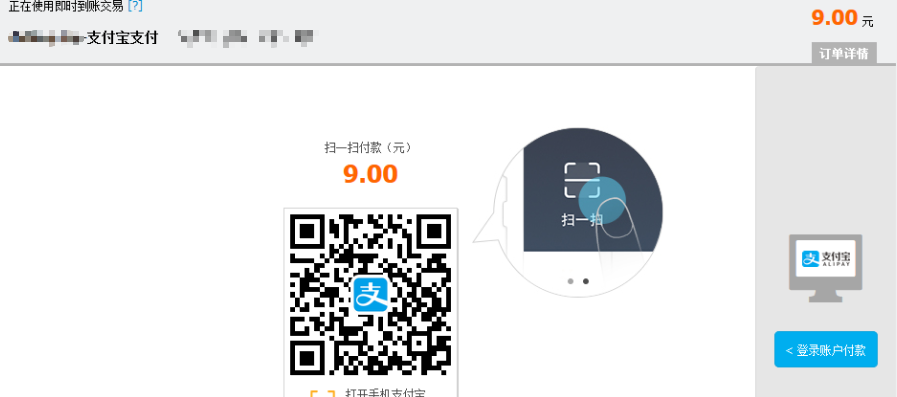 正在使用即时到账交易 [?]
9.00 元
-支付宝支付
订单详情
扫一扫付款（元）
9.00
扫一扫
支
支付宝
ALIPAY
< 登录账户付款
打开手机支付宝